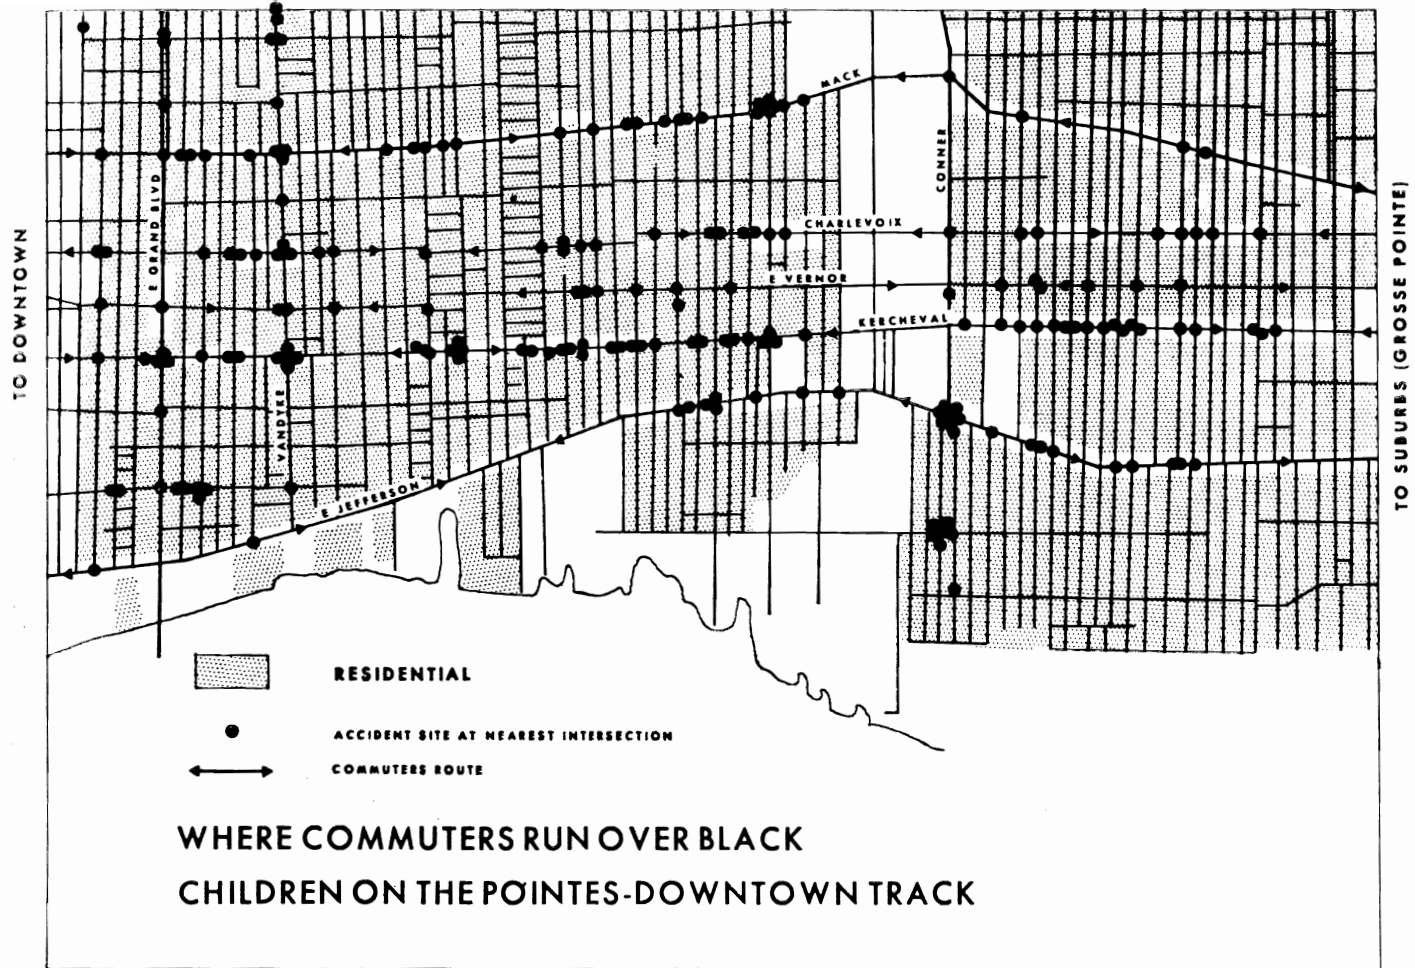 MACK
CONNER
E GRAND BLVD
CHARLEVOIX
E VERNOR
KERCHEVAL
VANDYKE
E JEFFERSON
TO DOWNTOWN
TO SUBURBS (GROSSE POINTE)
RESIDENTIAL
ACCIDENT SITE AT NEAREST INTERSECTION
COMMUTERS ROUTE
WHERE COMMUTERS RUN OVER BLACK
CHILDREN ON THE POINTES-DOWNTOWN TRACK